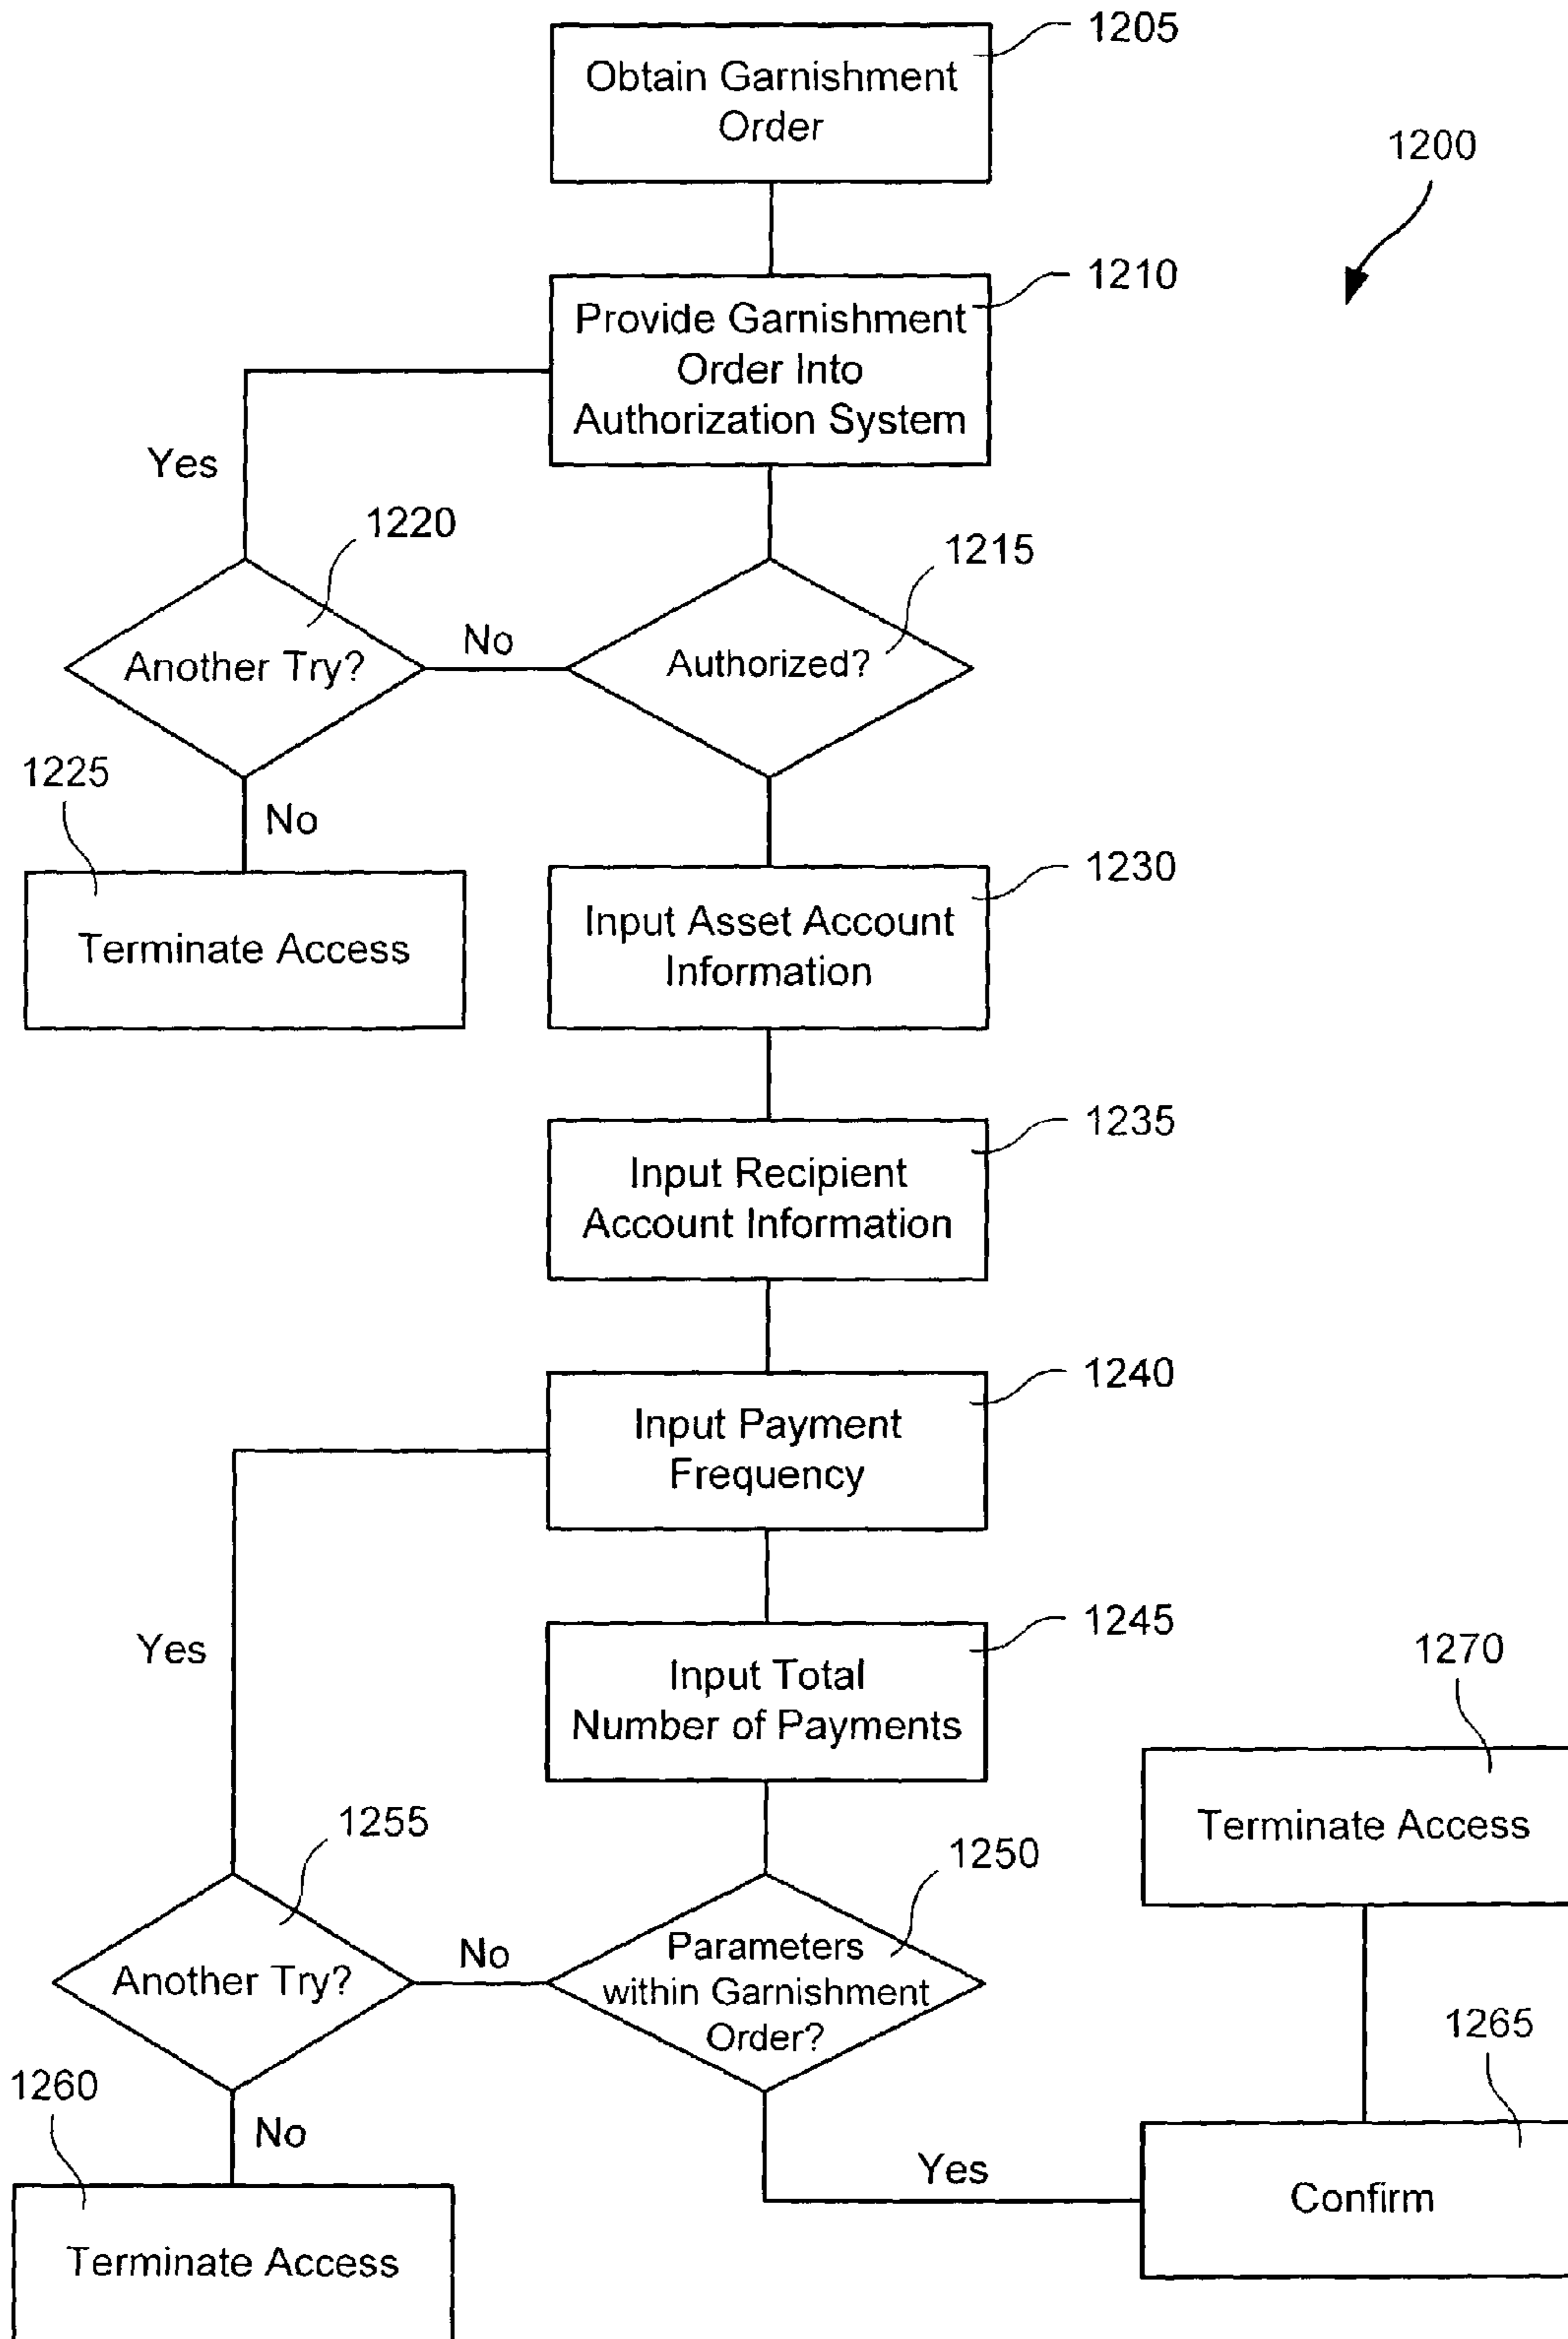 1205
Obtain Garnishment
Order
1200
1210
Provide Garnishment
Order Into
Authorization System
Yes
1220
1215
Another Try?
No
Authorized?
1225
No
Terminate Access
1230
Input Asset Account
Information
1235
Input Recipient
Account Information
1240
Input Payment
Frequency
Yes
1245
Input Total
Number of Payments
1270
Terminate Access
1255
1250
Another Try?
No
Parameters
within Garnishment
Order?
1260
No
1265
Yes
Confirm
Terminate Access